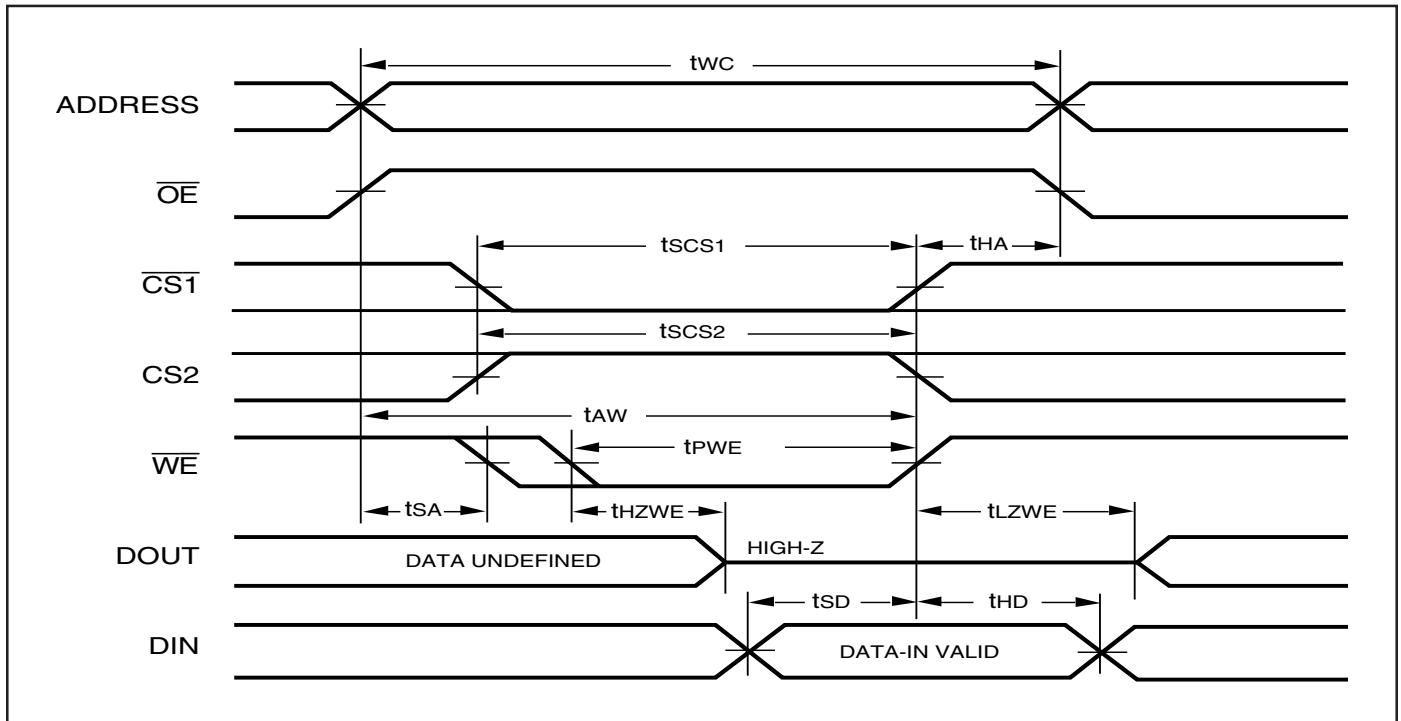 tWC
ADDRESS
OE
tSCS1
tHA
CS1
tSCS2
CS2
tAW
WE
tPWE
tSA
tHZWE
tLZWE
DOUT
DATA UNDEFINED
HIGH-Z
tSD
tHD
DIN
DATA-IN VALID